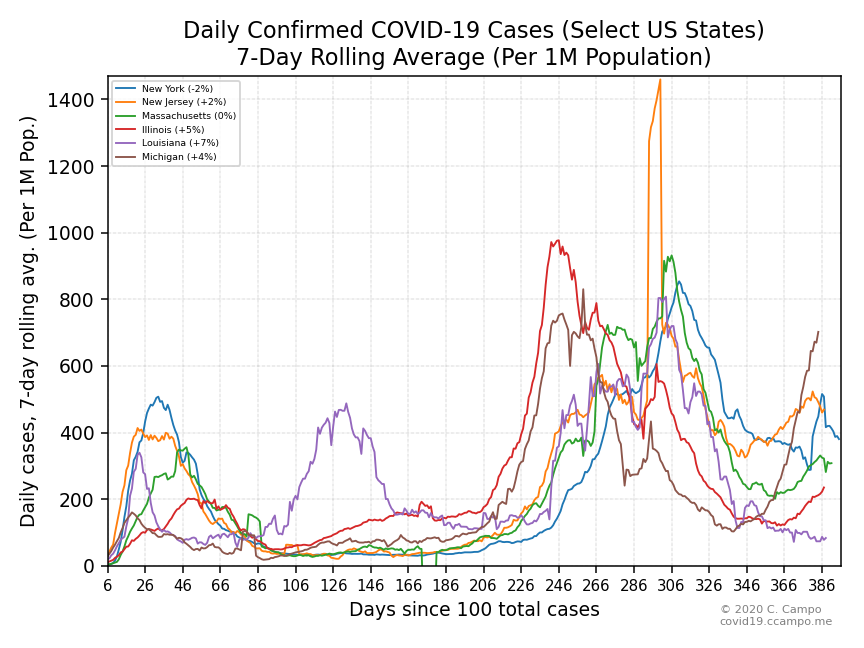 Daily Confirmed COVID-19 Cases (Select US States)
7-Day Rolling Average (Per 1M Population)
Daily cases, 7-day rolling avg. (Per 1M Pop.)
1400
1200
1000
800
600
400
200
0
New York (-2%)
New Jersey (+2%)
Massachusetts (0%)
Illinois (+5%)
Louisiana (+7%)
Michigan (+4%)
6 26 46 66 86 106 126 146 166 186 206 226 246 266 286 306 326 346 366 386
Days since 100 total cases
© 2020 C. Campo
covid19.ccampo.me